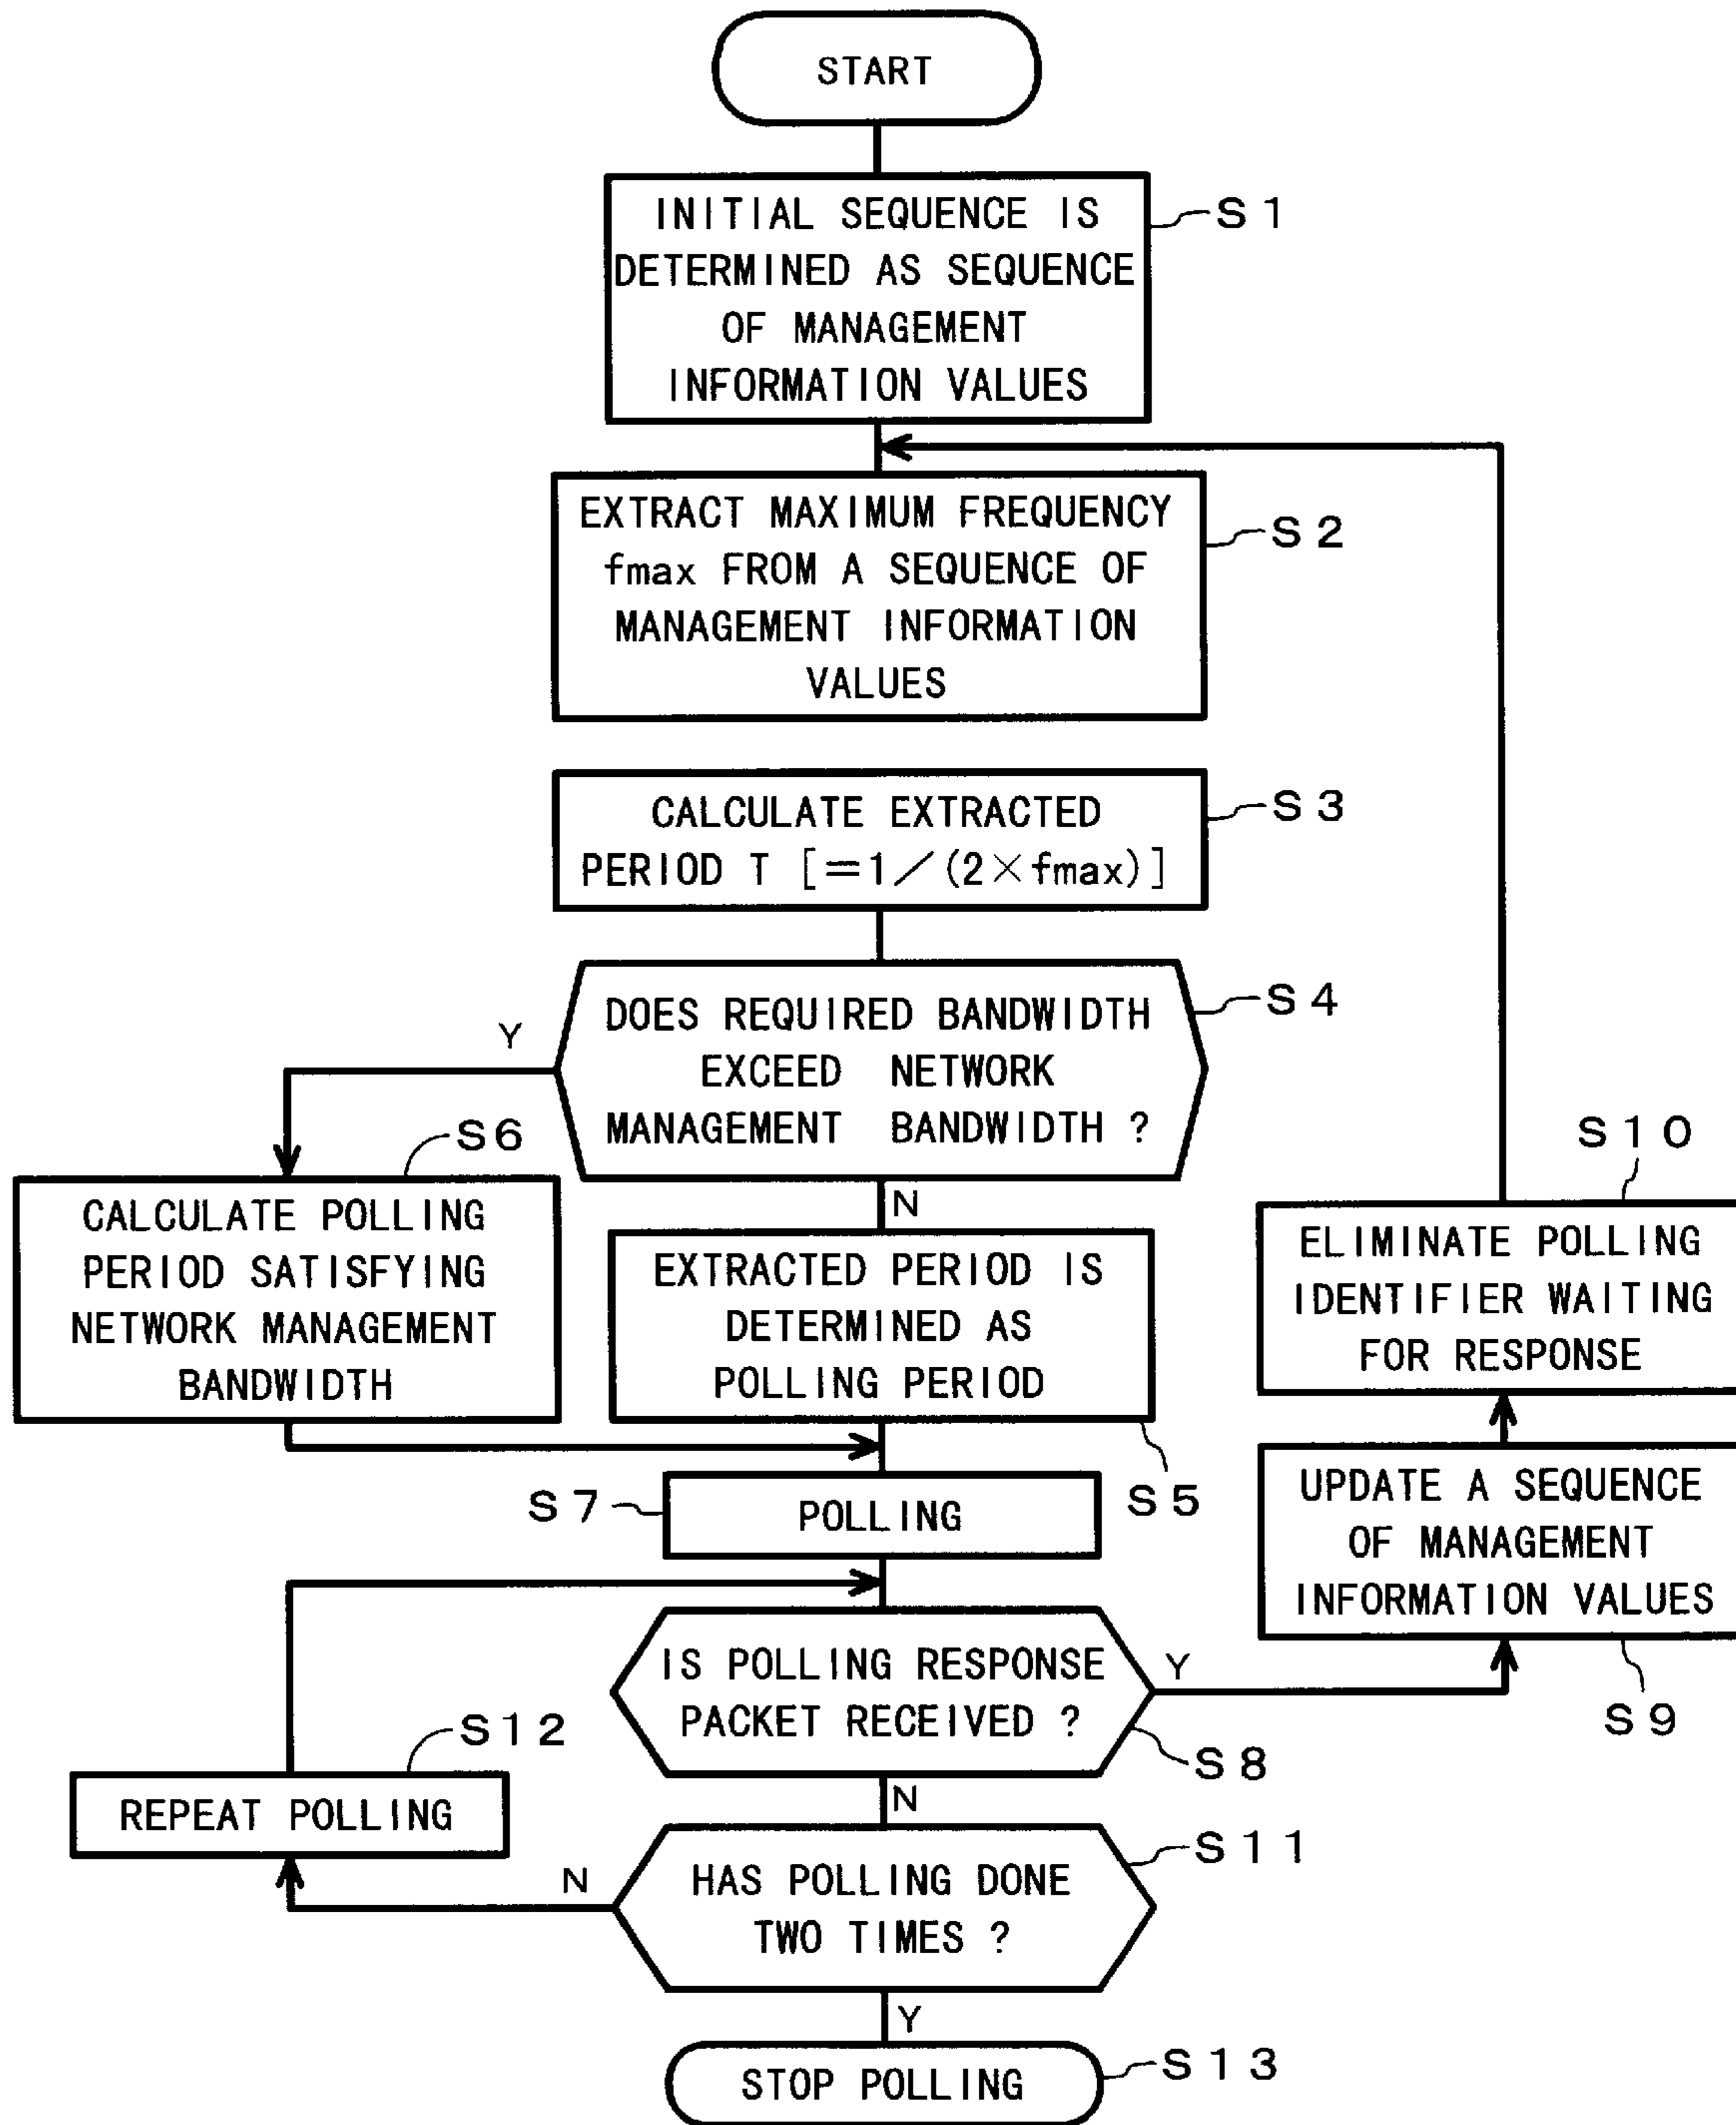 START
INITIAL SEQUENCE IS
DETERMINED AS SEQUENCE
OF MANAGEMENT
INFORMATION VALUES
S1
EXTRACT MAXIMUM FREQUENCY
fmax FROM A SEQUENCE OF
MANAGEMENT INFORMATION
VALUES
S2
CALCULATE EXTRACTED
PERIOD T [=1/(2×fmax)]
S3
DOES REQUIRED BANDWIDTH
EXCEED NETWORK
MANAGEMENT BANDWIDTH ?
S4
Y
N
S6
CALCULATE POLLING
PERIOD SATISFYING
NETWORK MANAGEMENT
BANDWIDTH
EXTRACTED PERIOD IS
DETERMINED AS
POLLING PERIOD
S5
S10
ELIMINATE POLLING
IDENTIFIER WAITING
FOR RESPONSE
S7
POLLING
UPDATE A SEQUENCE
OF MANAGEMENT
INFORMATION VALUES
S9
IS POLLING RESPONSE
PACKET RECEIVED ?
Y
S8
N
S12
REPEAT POLLING
HAS POLLING DONE
TWO TIMES ?
S11
N
Y
STOP POLLING
S13